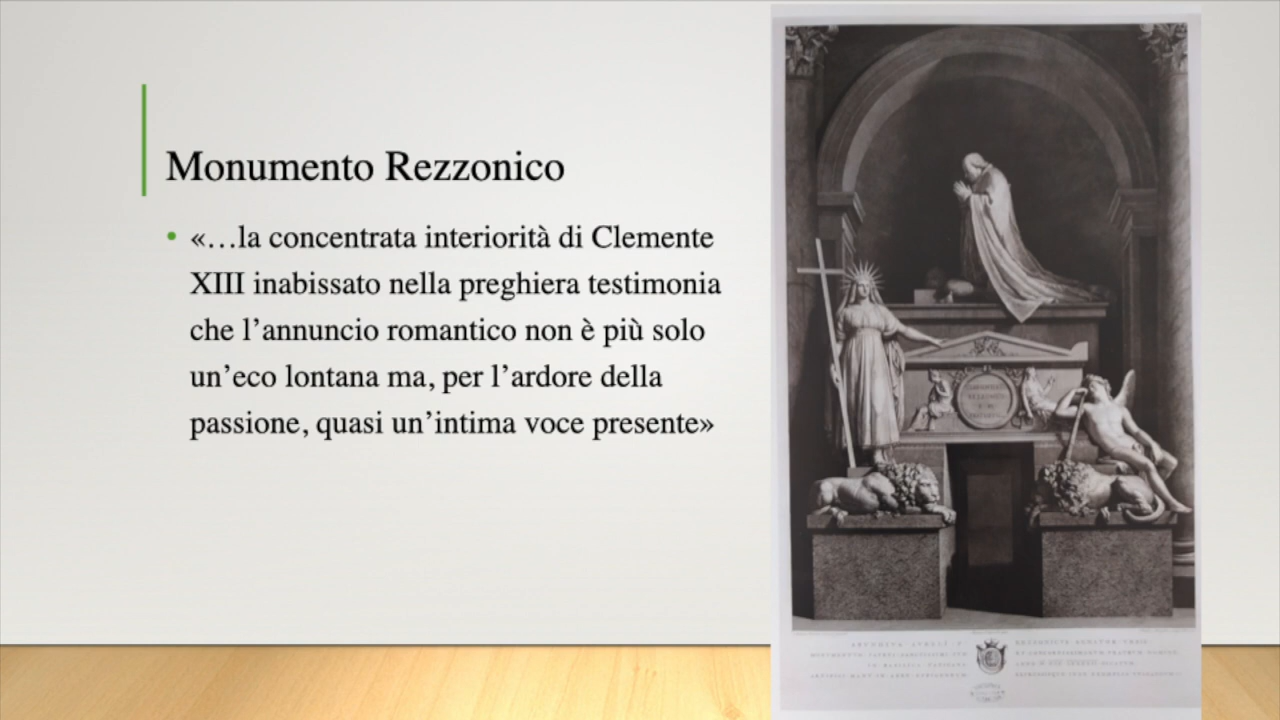 Monumento Rezzonico
«…la concentrata interiorità di Clemente
XIII inabissato nella preghiera testimonia
che l’annuncio romantico non è più solo
un’eco lontana ma, per l’ardore della
passione, quasi un’intima voce presente»